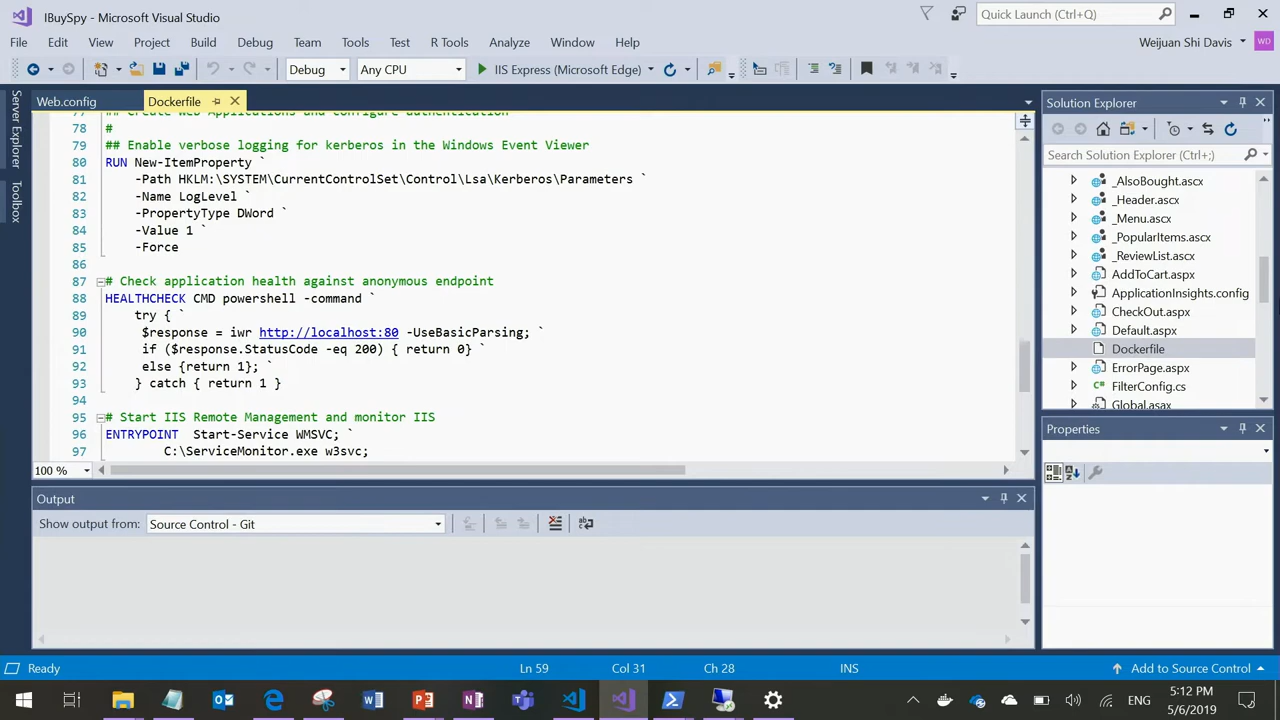 IBuySpy - Microsoft Visual Studio
Quick Launch (Ctrl+Q)
File Edit View Project Build Debug Team Tools Test R Tools Analyze Window Help
Weijuan Shi Davis WD
Debug Any CPU IIS Express (Microsoft Edge)
Server Explorer
Toolbox
Web.config Dockerfile
77 ## Create Web Applications and configure authentication
78 #
79 ## Enable verbose logging for kerberos in the Windows Event Viewer
80 RUN New-ItemProperty `
81 -Path HKLM:\SYSTEM\CurrentControlSet\Control\Lsa\Kerberos\Parameters `
82 -Name LogLevel `
83 -PropertyType DWord `
84 -Value 1 `
85 -Force
86
87 # Check application health against anonymous endpoint
88 HEALTHCHECK CMD powershell -command `
89 try { `
90 $response = iwr http://localhost:80 -UseBasicParsing; `
91 if ($response.StatusCode -eq 200) { return 0} `
92 else {return 1}; `
93 } catch { return 1 }
94
95 # Start IIS Remote Management and monitor IIS
96 ENTRYPOINT Start-Service WMSVC; `
97 C:\ServiceMonitor.exe w3svc;
100 %
Solution Explorer
Search Solution Explorer (Ctrl+;)
_AlsoBought.ascx
_Header.ascx
_Menu.ascx
_PopularItems.ascx
_ReviewList.ascx
AddToCart.aspx
ApplicationInsights.config
CheckOut.aspx
Default.aspx
Dockerfile
ErrorPage.aspx
FilterConfig.cs
Global.asax
Properties
Output
Show output from: Source Control - Git
Ready Ln 59 Col 31 Ch 28 INS Add to Source Control
ENG
5:12 PM
5/6/2019